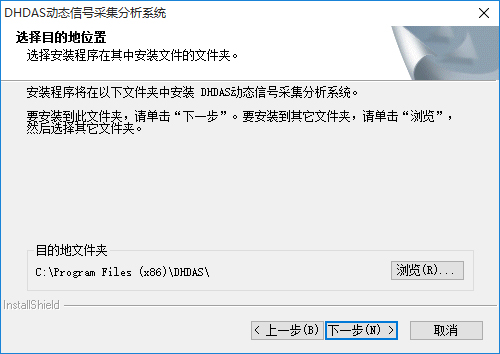 DHDAS动态信号采集分析系统
选择目的地位置
选择安装程序在其中安装文件的文件夹。
安装程序将在以下文件夹中安装 DHDAS动态信号采集分析系统。
要安装到此文件夹，请单击“下一步”。要安装到其它文件夹，请单击“浏览”，
然后选择其它文件夹。
目的地文件夹
C:\Program Files (x86)\DHDAS\
浏览(R)...
InstallShield
< 上一步(B)
下一步(N) >
取消